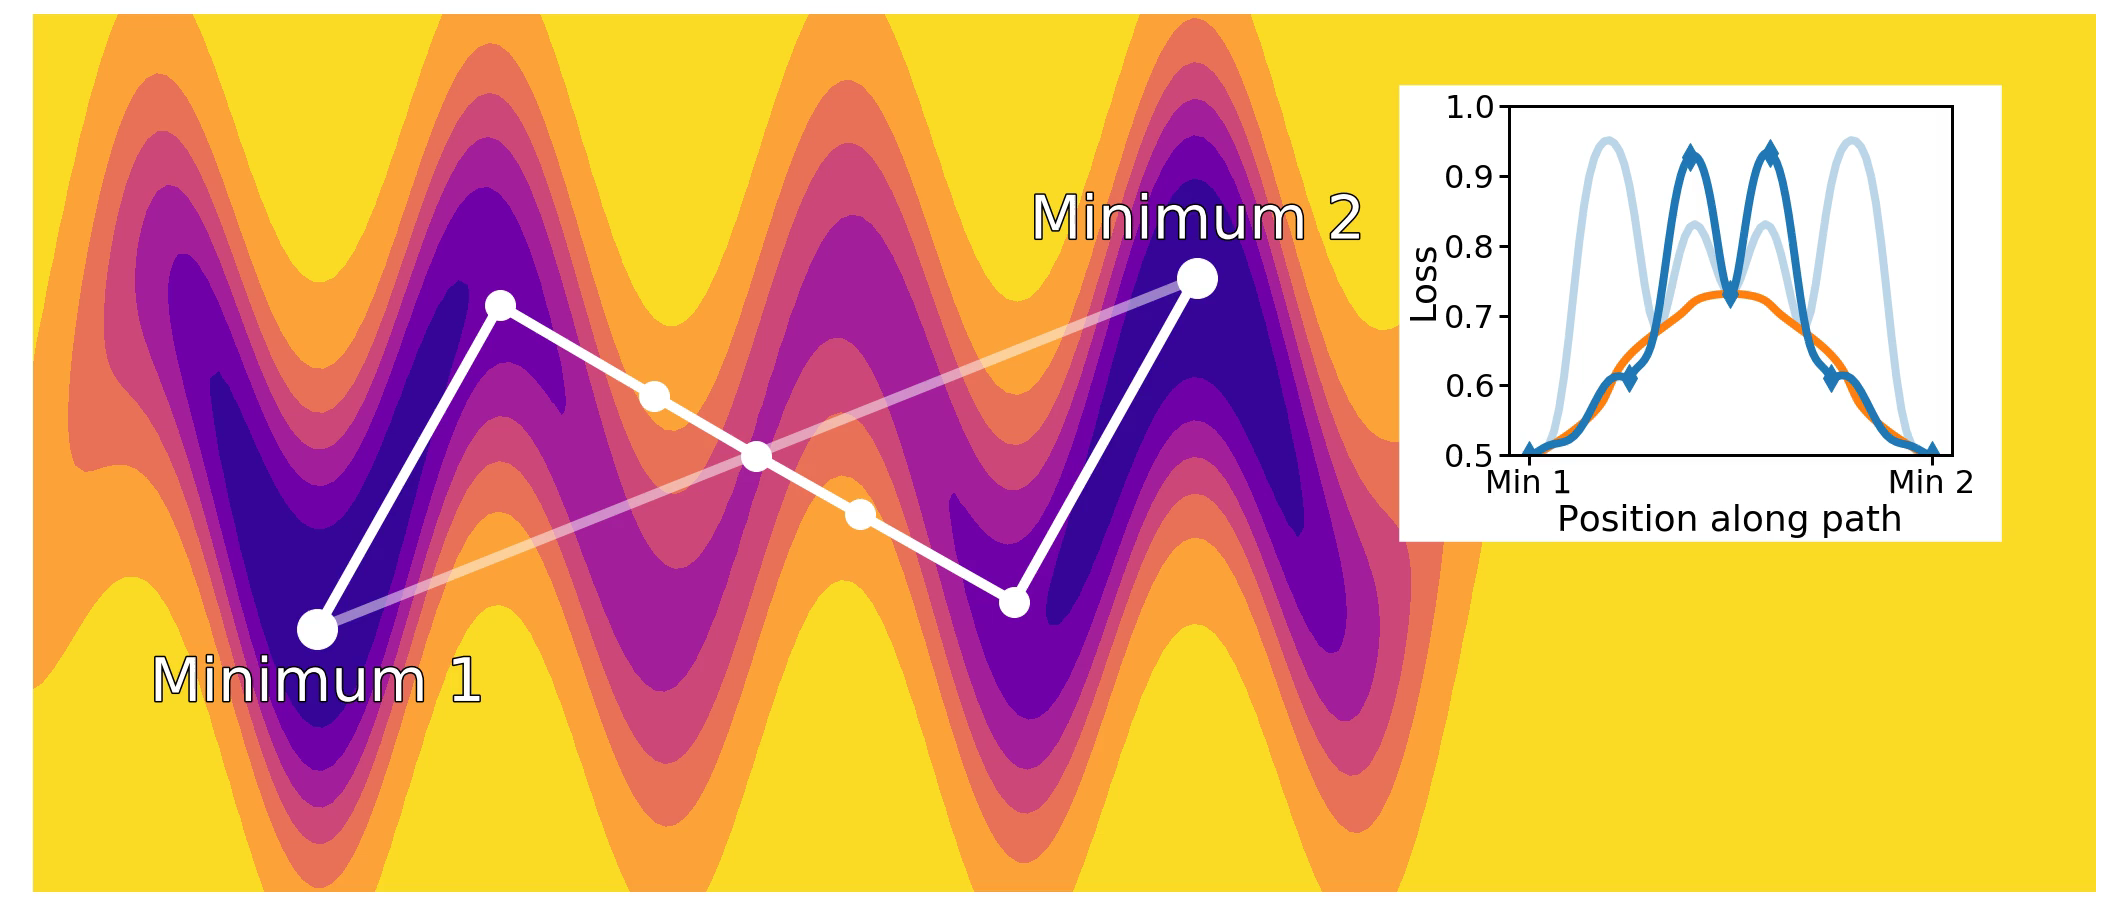 Minimum 1
Minimum 2
Loss
1.0
0.9
0.8
0.7
0.6
0.5
Min 1
Min 2
Position along path